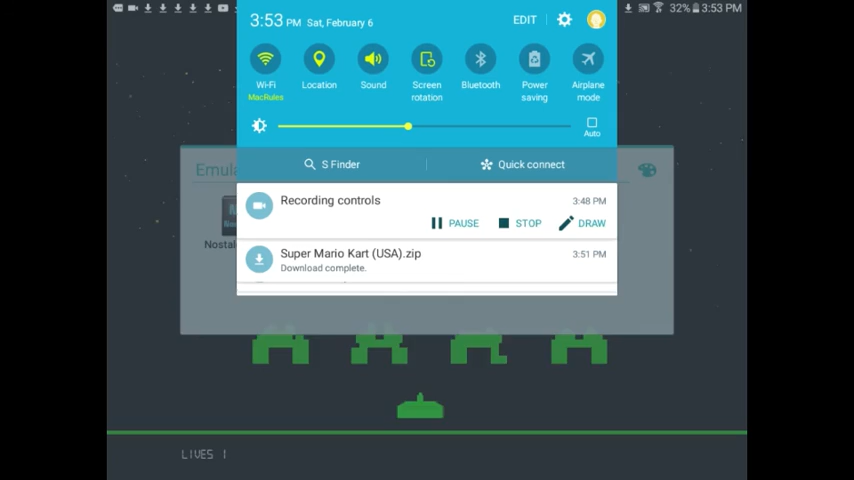 3:53 PM Sat, February 6
EDIT
32% 3:53 PM
Wi-Fi
MacRules
Location
Sound
Screen
rotation
Bluetooth
Power
saving
Airplane
mode
Auto
S Finder
Quick connect
Emula
Nostal
Recording controls
3:48 PM
PAUSE
STOP
DRAW
Super Mario Kart (USA).zip
3:51 PM
Download complete.
LIVES 1